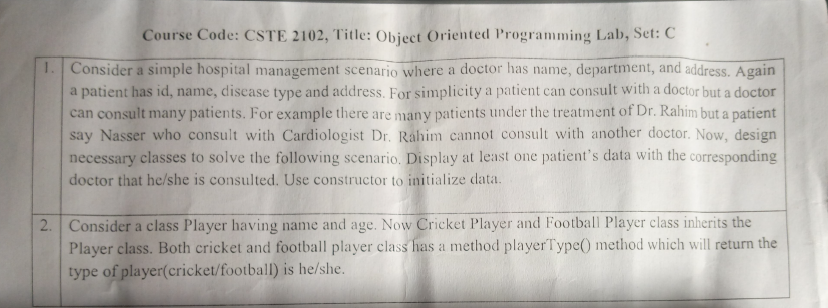 Course Code: CSTE 2102, Title: Object Oriented Programming Lab, Set: C
1. Consider a simple hospital management scenario where a doctor has name, department, and address. Again
a patient has id, name, disease type and address. For simplicity a patient can consult with a doctor but a doctor
can consult many patients. For example there are many patients under the treatment of Dr. Rahim but a patient
say Nasser who consult with Cardiologist Dr. Rahim cannot consult with another doctor. Now, design
necessary classes to solve the following scenario. Display at least one patient's data with the corresponding
doctor that he/she is consulted. Use constructor to initialize data.
2. Consider a class Player having name and age. Now Cricket Player and Football Player class inherits the
Player class. Both cricket and football player class has a method playerType() method which will return the
type of player(cricket/football) is he/she.